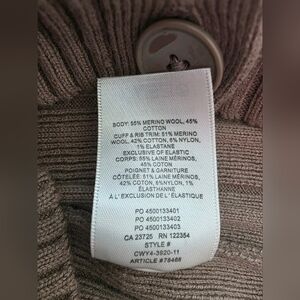 BODY: 55% MERINO WOOL, 45%
COTTON
CUFF & RIB TRIM: 51% MERINO
WOOL, 42% COTTON, 6% NYLON,
1% ELASTANE
EXCLUSIVE OF ELASTIC
CORPS: 55% LAINE MÉRINOS,
45% COTON
POIGNET & GARNITURE
CÔTELÉE: 51% LAINE MÉRINOS,
42% COTON, 6%NYLON, 1%
ÉLASTHANNE
A L'EXCLUSION DE L'ÉLASTIQUE
PO 4500133401
PO 4500133402
PO 4500133403
CA 23725 RN 122354
STYLE #
CWY4-3920-11
ARTICLE #78466